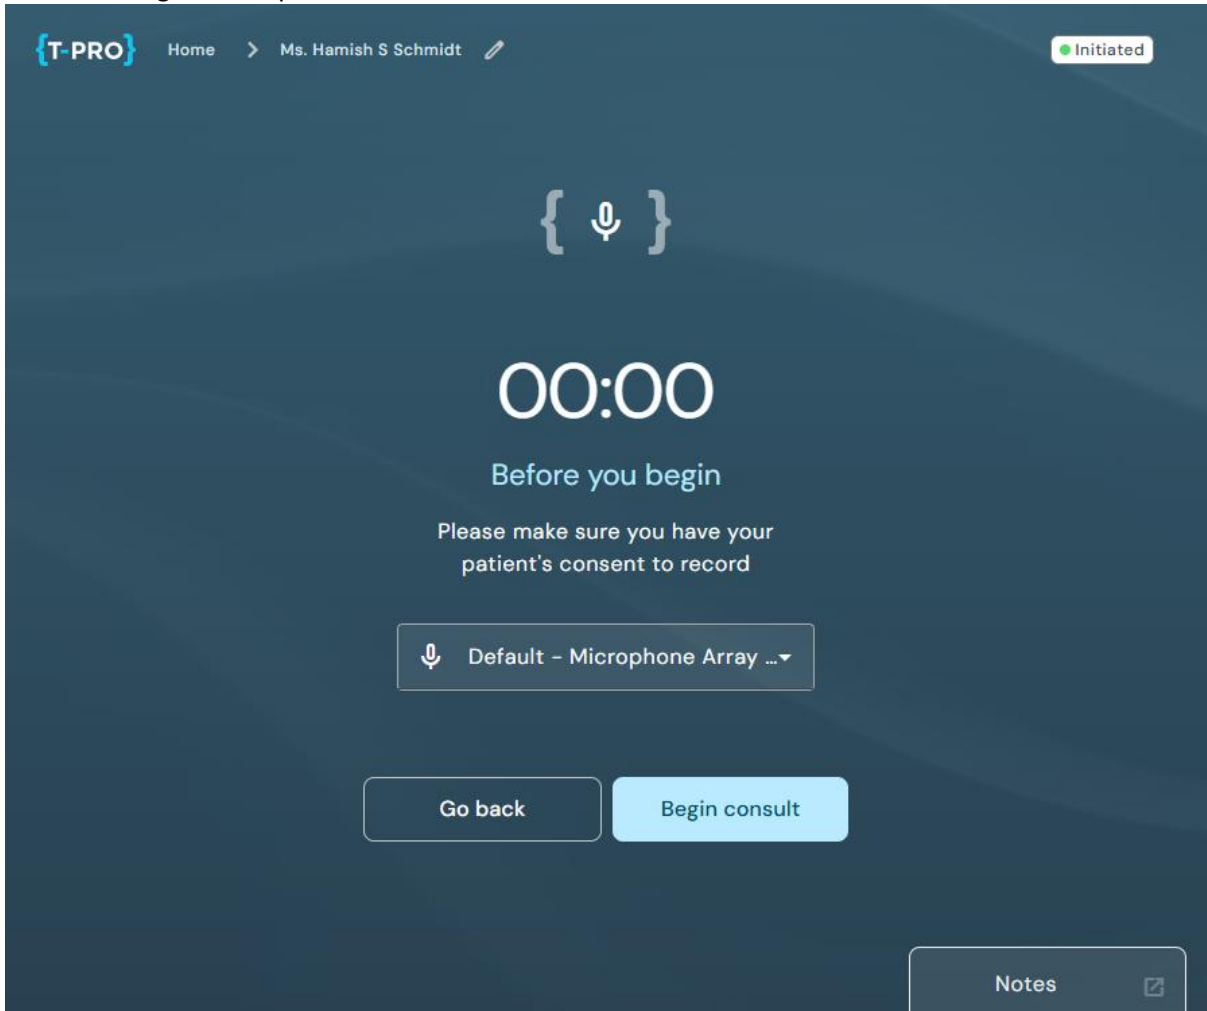 {T-PRO} Home > Ms. Hamish S Schmidt
Initiated
{ }
00:00
Before you begin
Please make sure you have your
patient's consent to record
Default - Microphone Array ...
Go back
Begin consult
Notes